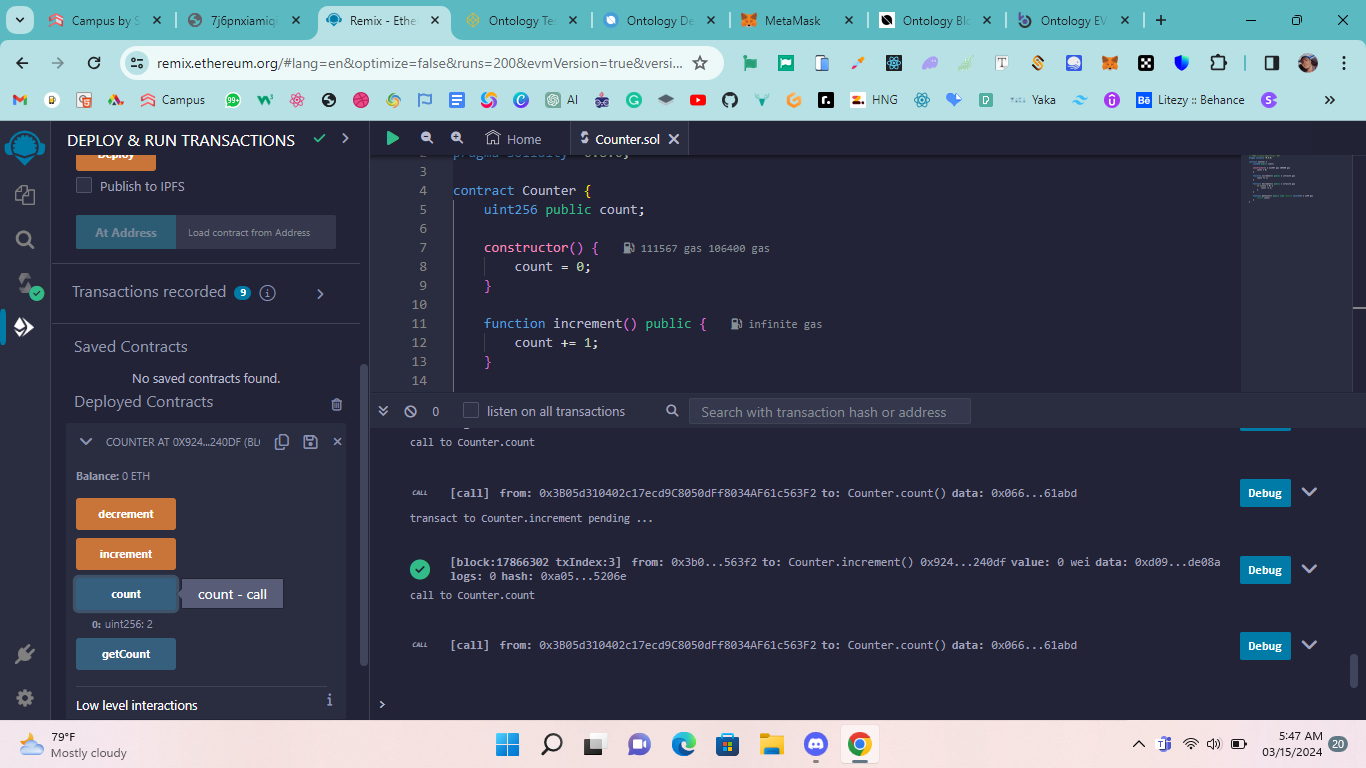 Campus by S
7j6pnxiamiqi
Remix - Ethe
Ontology Te
Ontology De
MetaMask
Ontology Blo
Ontology EV
remix.ethereum.org/#lang=en&optimize=false&runs=200&evmVersion=true&versi...
Campus
99+
AI
HNG
Yaka
Litezy :: Behance
DEPLOY & RUN TRANSACTIONS
Deploy
Publish to IPFS
At Address
Load contract from Address
Transactions recorded 9
Saved Contracts
No saved contracts found.
Deployed Contracts
COUNTER AT 0X924...240DF (BLO
Balance: 0 ETH
decrement
increment
count
count - call
0: uint256: 2
getCount
Low level interactions
Home
Counter.sol
2
3
4 contract Counter {
5 uint256 public count;
6
7 constructor() { 111567 gas 106400 gas
8 count = 0;
9 }
10
11 function increment() public { infinite gas
12 count += 1;
13 }
14
0
listen on all transactions
Search with transaction hash or address
call to Counter.count
CALL [call] from: 0x3B05d310402c17ecd9C8050dFf8034AF61c563F2 to: Counter.count() data: 0x066...61abd
Debug
transact to Counter.increment pending ...
[block:17866302 txIndex:3] from: 0x3b0...563f2 to: Counter.increment() 0x924...240df value: 0 wei data: 0xd09...de08a
logs: 0 hash: 0xa05...5206e
Debug
call to Counter.count
CALL [call] from: 0x3B05d310402c17ecd9C8050dFf8034AF61c563F2 to: Counter.count() data: 0x066...61abd
Debug
>
79°F
Mostly cloudy
5:47 AM
03/15/2024
20